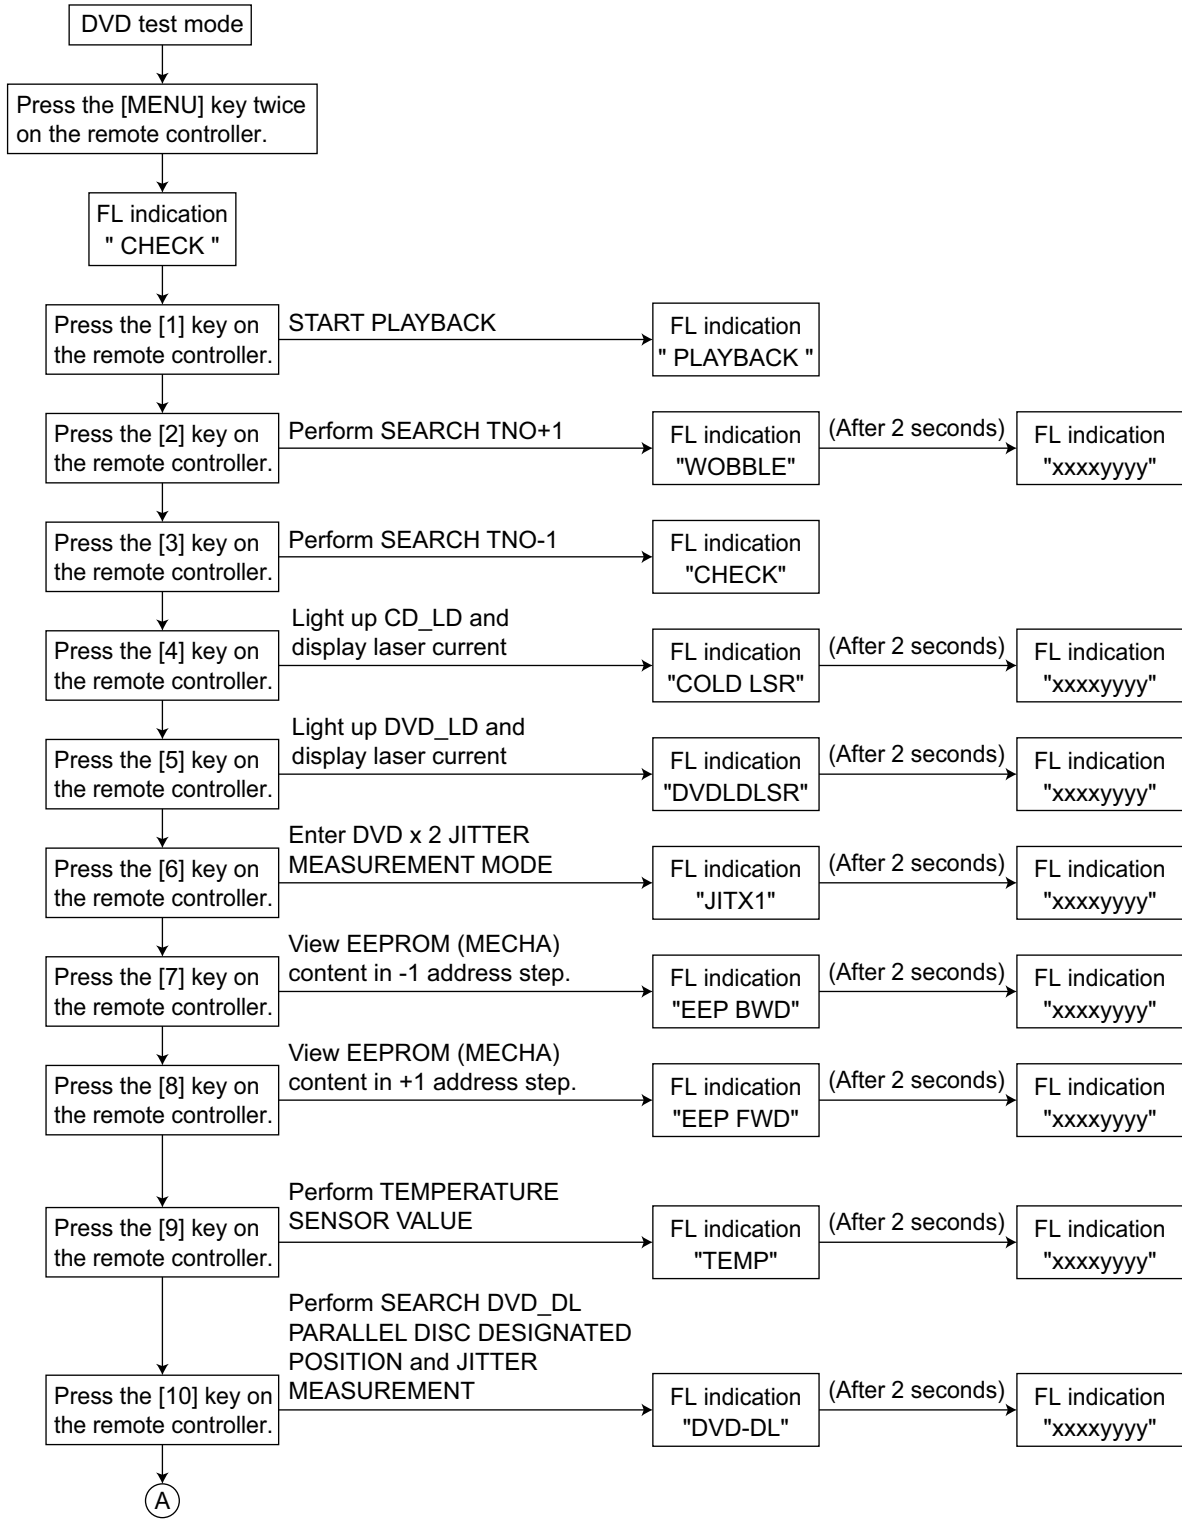 DVD test mode
Press the [MENU] key twice
on the remote controller.
FL indication
" CHECK "
Press the [1] key on
the remote controller.
START PLAYBACK
FL indication
" PLAYBACK "
Press the [2] key on
the remote controller.
Perform SEARCH TNO+1
FL indication
"WOBBLE"
(After 2 seconds)
FL indication
"xxxxyyyy"
Press the [3] key on
the remote controller.
Perform SEARCH TNO-1
FL indication
"CHECK"
Press the [4] key on
the remote controller.
Light up CD_LD and
display laser current
FL indication
"COLD LSR"
(After 2 seconds)
FL indication
"xxxxyyyy"
Press the [5] key on
the remote controller.
Light up DVD_LD and
display laser current
FL indication
"DVDLDLSR"
(After 2 seconds)
FL indication
"xxxxyyyy"
Press the [6] key on
the remote controller.
Enter DVD x 2 JITTER
MEASUREMENT MODE
FL indication
"JITX1"
(After 2 seconds)
FL indication
"xxxxyyyy"
Press the [7] key on
the remote controller.
View EEPROM (MECHA)
content in -1 address step.
FL indication
"EEP BWD"
(After 2 seconds)
FL indication
"xxxxyyyy"
Press the [8] key on
the remote controller.
View EEPROM (MECHA)
content in +1 address step.
FL indication
"EEP FWD"
(After 2 seconds)
FL indication
"xxxxyyyy"
Press the [9] key on
the remote controller.
Perform TEMPERATURE
SENSOR VALUE
FL indication
"TEMP"
(After 2 seconds)
FL indication
"xxxxyyyy"
Press the [10] key on
the remote controller.
Perform SEARCH DVD_DL
PARALLEL DISC DESIGNATED
POSITION and JITTER
MEASUREMENT
FL indication
"DVD-DL"
(After 2 seconds)
FL indication
"xxxxyyyy"
A